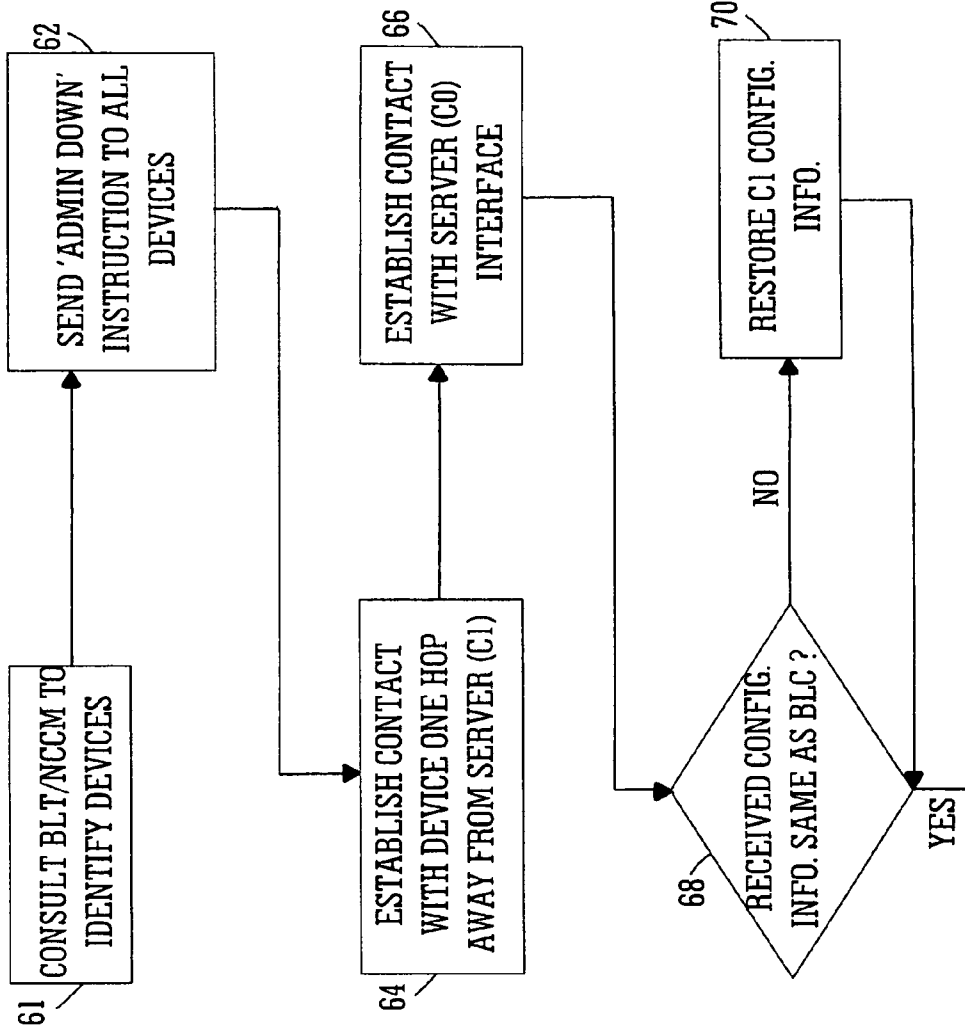 61
CONSULT BLT/NCCM TO
IDENTIFY DEVICES
62
SEND 'ADMIN DOWN'
INSTRUCTION TO ALL
DEVICES
64
ESTABLISH CONTACT
WITH DEVICE ONE HOP
AWAY FROM SERVER (C1)
66
ESTABLISH CONTACT
WITH SERVER (C0)
INTERFACE
68
RECEIVED CONFIG.
INFO. SAME AS BLC ?
NO
70
RESTORE C1 CONFIG.
INFO.
YES